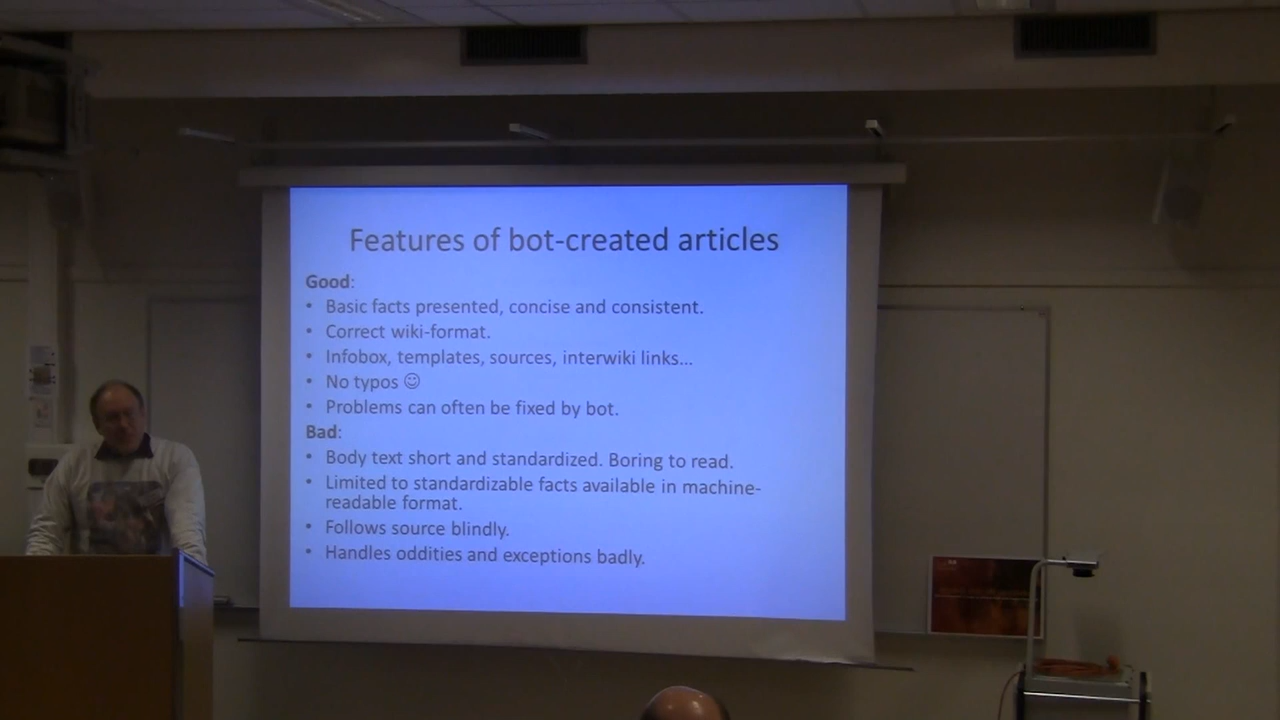 Features of bot-created articles
Good:
• Basic facts presented, concise and consistent.
• Correct wiki-format.
• Infobox, templates, sources, interwiki links...
• No typos ☺
• Problems can often be fixed by bot.
Bad:
• Body text short and standardized. Boring to read.
• Limited to standardizable facts available in machine-
readable format.
• Follows source blindly.
• Handles oddities and exceptions badly.